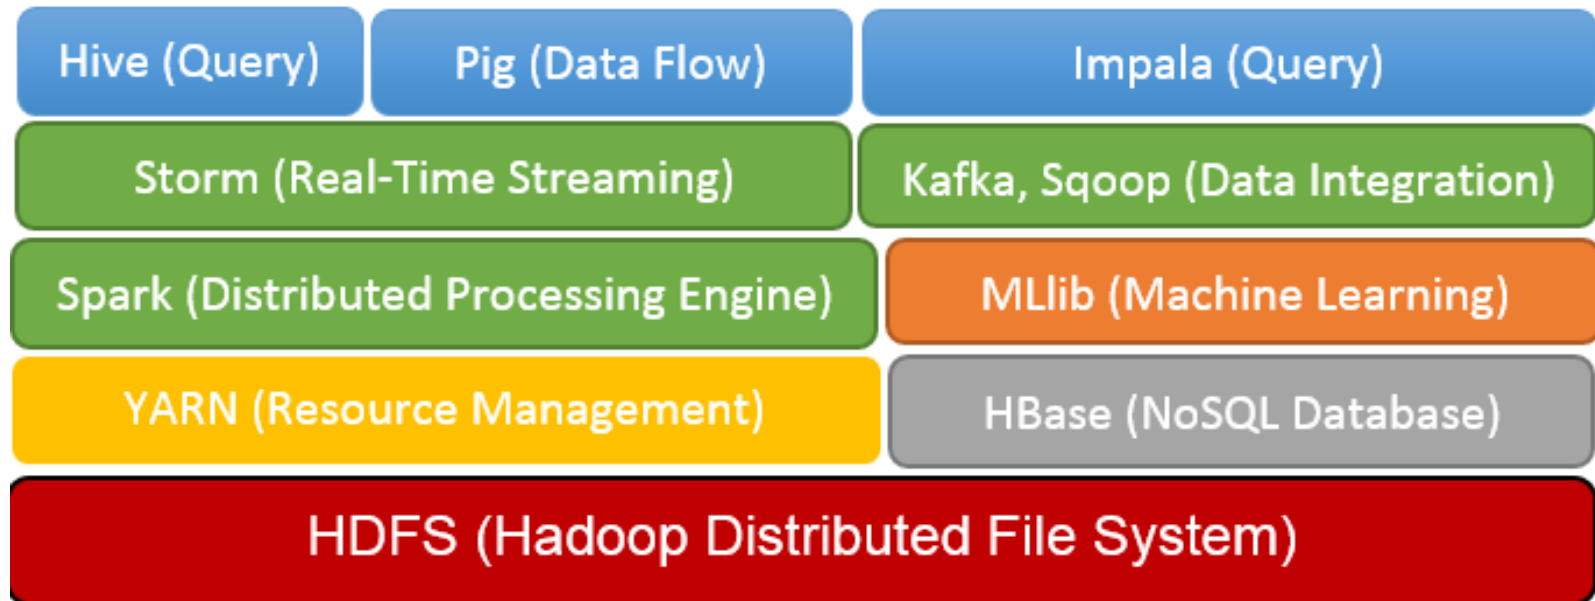 Hive (Query)
Pig (Data Flow)
Impala (Query)
Storm (Real-Time Streaming)
Kafka, Sqoop (Data Integration)
Spark (Distributed Processing Engine)
MLlib (Machine Learning)
YARN (Resource Management)
HBase (NoSQL Database)
HDFS (Hadoop Distributed File System)